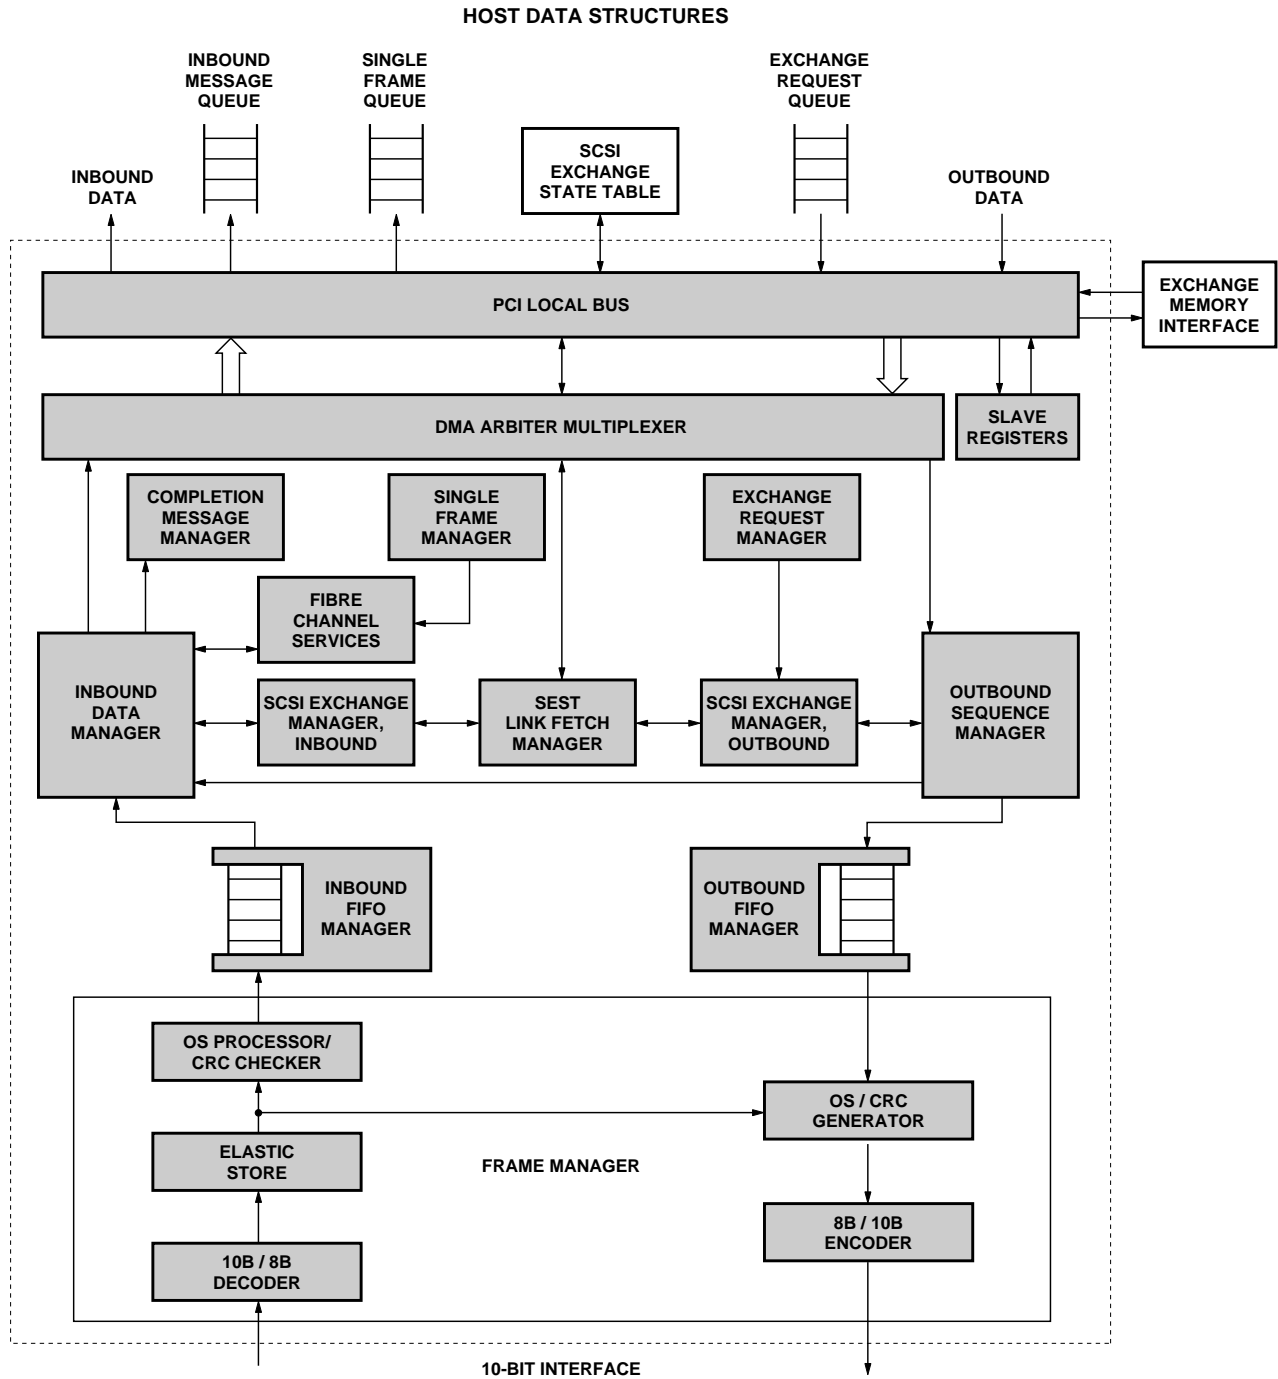 HOST DATA STRUCTURES
INBOUND
MESSAGE
QUEUE
SINGLE
FRAME
QUEUE
EXCHANGE
REQUEST
QUEUE
INBOUND
DATA
SCSI
EXCHANGE
STATE TABLE
OUTBOUND
DATA
PCI LOCAL BUS
EXCHANGE
MEMORY
INTERFACE
DMA ARBITER MULTIPLEXER
SLAVE
REGISTERS
COMPLETION
MESSAGE
MANAGER
SINGLE
FRAME
MANAGER
EXCHANGE
REQUEST
MANAGER
FIBRE
CHANNEL
SERVICES
INBOUND
DATA
MANAGER
SCSI EXCHANGE
MANAGER,
INBOUND
SEST
LINK FETCH
MANAGER
SCSI EXCHANGE
MANAGER,
OUTBOUND
OUTBOUND
SEQUENCE
MANAGER
INBOUND
FIFO
MANAGER
OUTBOUND
FIFO
MANAGER
OS PROCESSOR/
CRC CHECKER
OS / CRC
GENERATOR
ELASTIC
STORE
FRAME MANAGER
8B / 10B
ENCODER
10B / 8B
DECODER
10-BIT INTERFACE